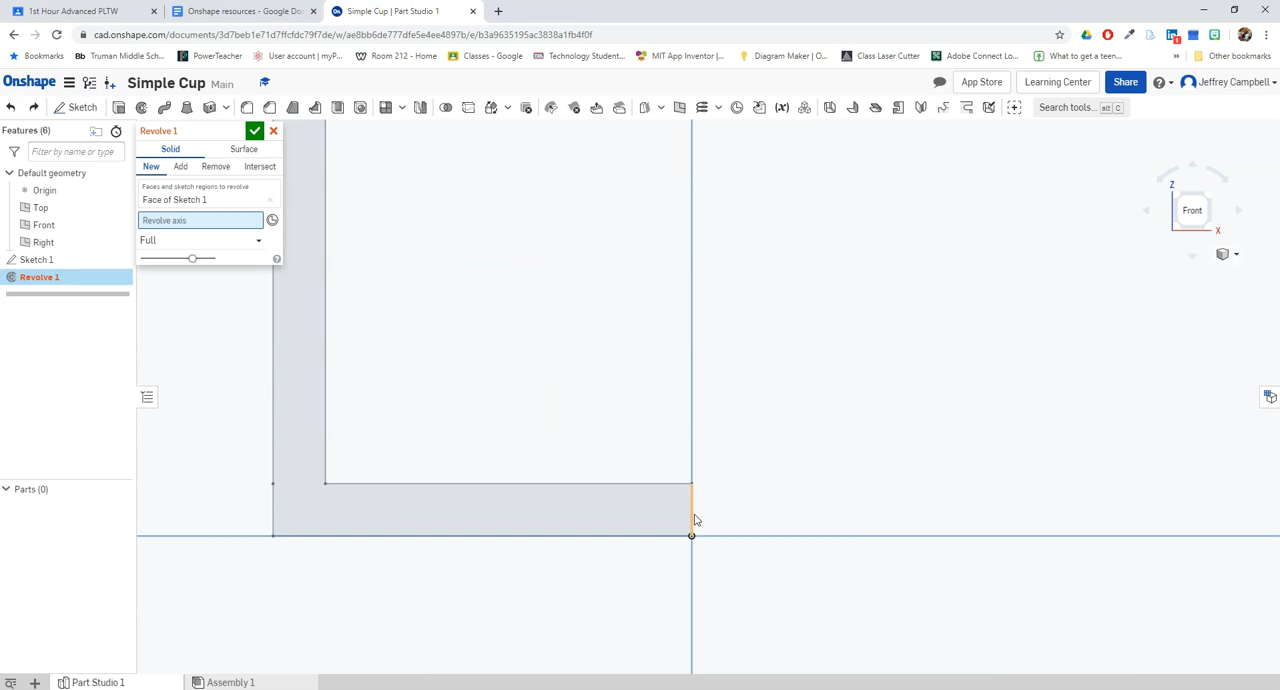 1st Hour Advanced PLTW
Onshape resources - Google Doc
Simple Cup | Part Studio 1
cad.onshape.com/documents/3d7beb1e71d7ffcfdc79f7de/w/ae8bb6de777dfe5e4ee4897b/e/b3a9635195ac3838a1fb4f0f
Bookmarks
Bb Truman Middle Sch...
PowerTeacher
User account | myP...
Room 212 - Home
Classes - Google
Technology Student...
MIT App Inventor |...
Diagram Maker | O...
Class Laser Cutter
Adobe Connect Lo...
What to get a teen...
Other bookmarks
Onshape
Simple Cup Main
App Store
Learning Center
Share
Jeffrey Campbell
Sketch
Search tools... alt C
Features (6)
Filter by name or type
Default geometry
Origin
Top
Front
Right
Sketch 1
Revolve 1
Revolve 1
Solid Surface
New Add Remove Intersect
Faces and sketch regions to revolve
Face of Sketch 1
Revolve axis
Full
Z
Front
X
Parts (0)
Part Studio 1
Assembly 1